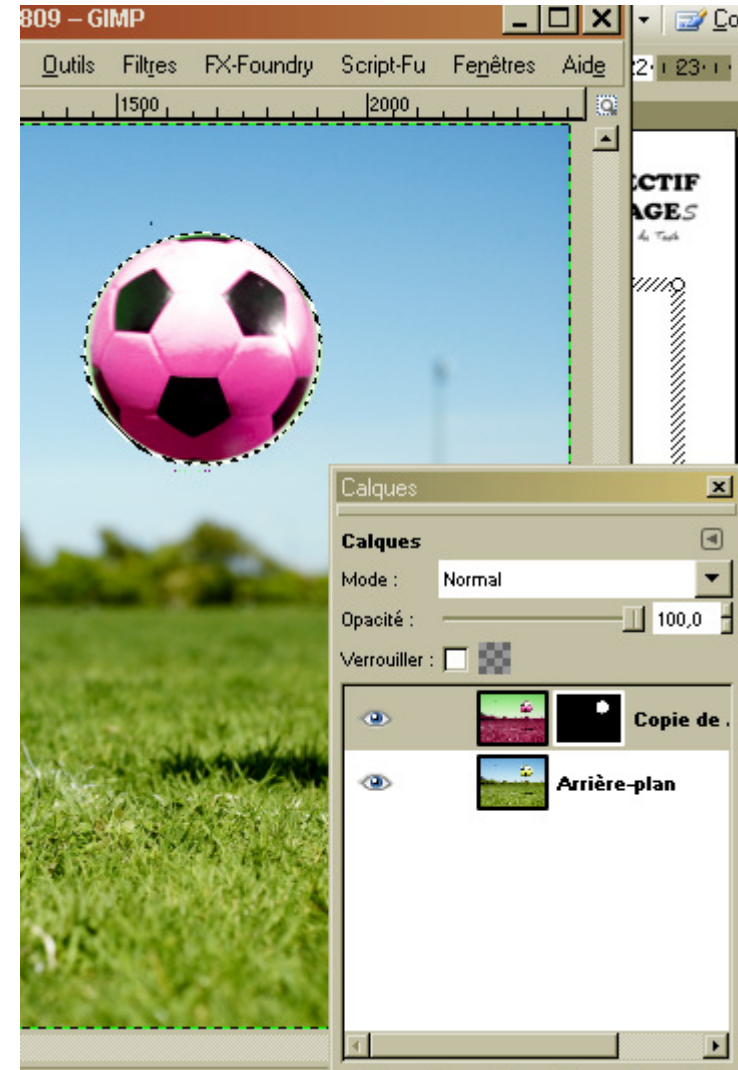 809 – GIMP
Co
Outils Filtres FX-Foundry Script-Fu Fenêtres Aide
22 23
1500 2000
CTIF
AGES
de
Calques
Calques
Mode : Normal
Opacité : 100,0
Verrouiller :
Copie de .
Arrière-plan